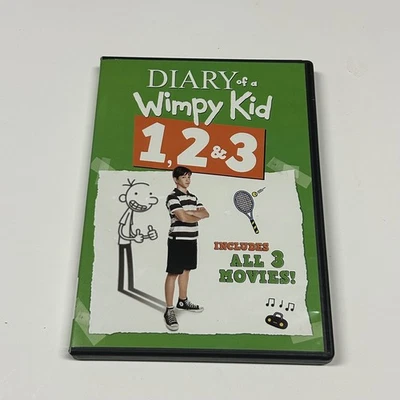 DIARY of a
Wimpy Kid
1, 2 & 3
INCLUDES
ALL 3
MOVIES!